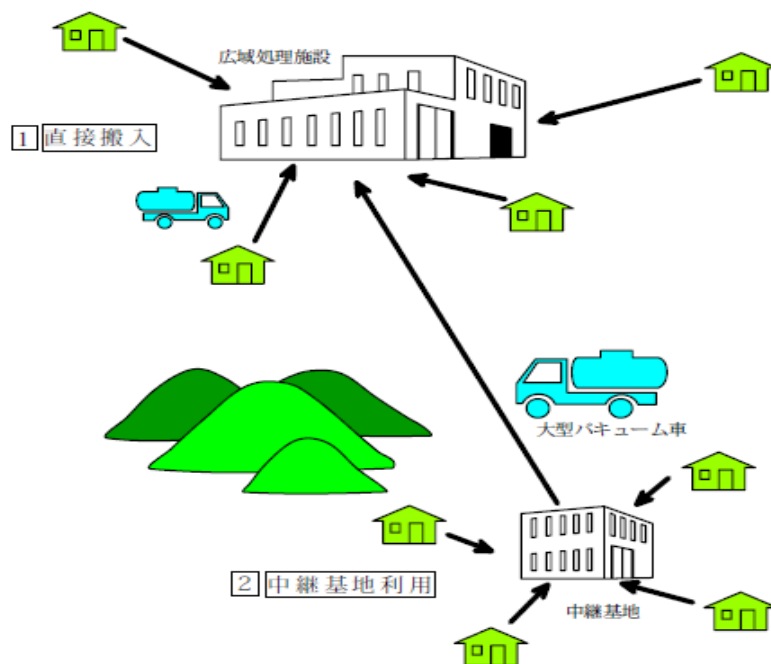 広域処理施設
1 直接搬入
大型バキューム車
2 中継基地利用
中継基地